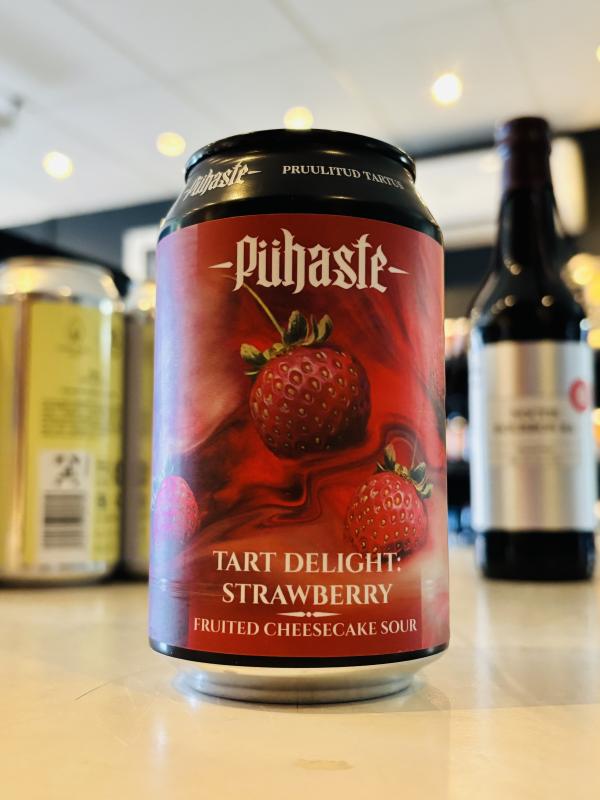 Pühaste
PRUULITUD TARTUS
Pühaste
TART DELIGHT:
STRAWBERRY
FRUITED CHEESECAKE SOUR